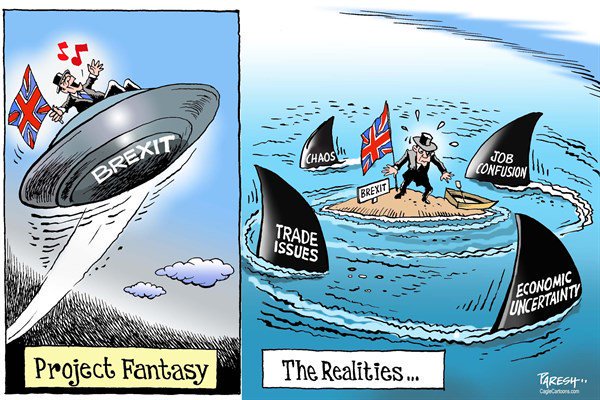 BREXIT
Project Fantasy
CHAOS
JOB
CONFUSION
BREXIT
TRADE
ISSUES
ECONOMIC
UNCERTAINTY
The Realities...
PARESH..
CagleCartoons.com